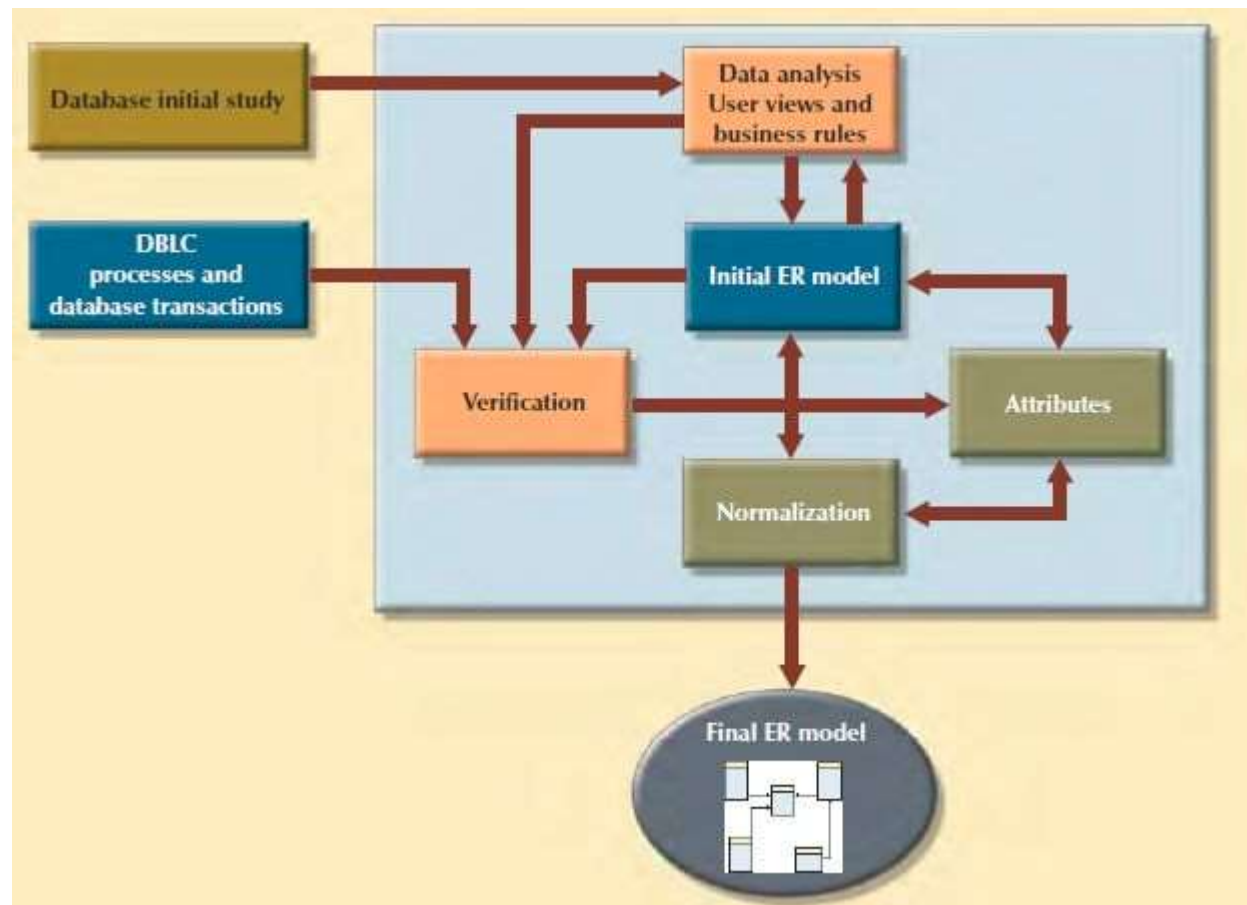 Database initial study
Data analysis
User views and
business rules
DBLC
processes and
database transactions
Initial ER model
Verification
Attributes
Normalization
Final ER model